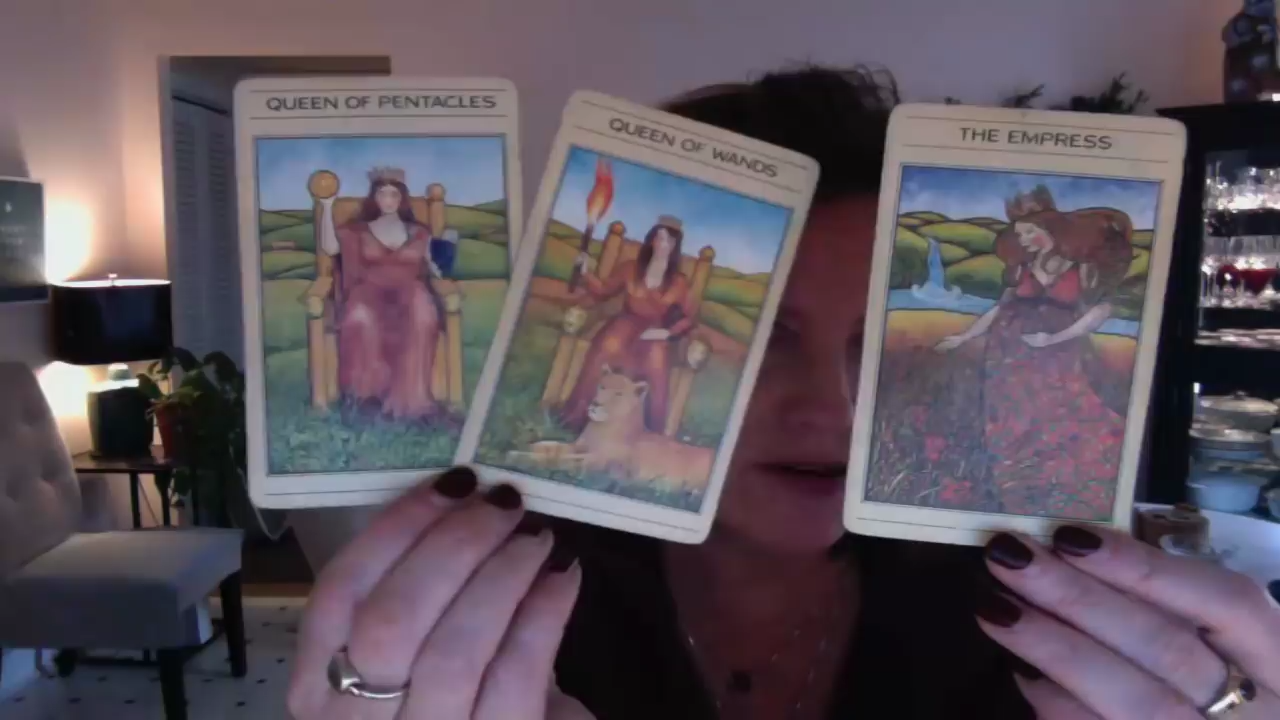 QUEEN OF PENTACLES
QUEEN OF WANDS
THE EMPRESS